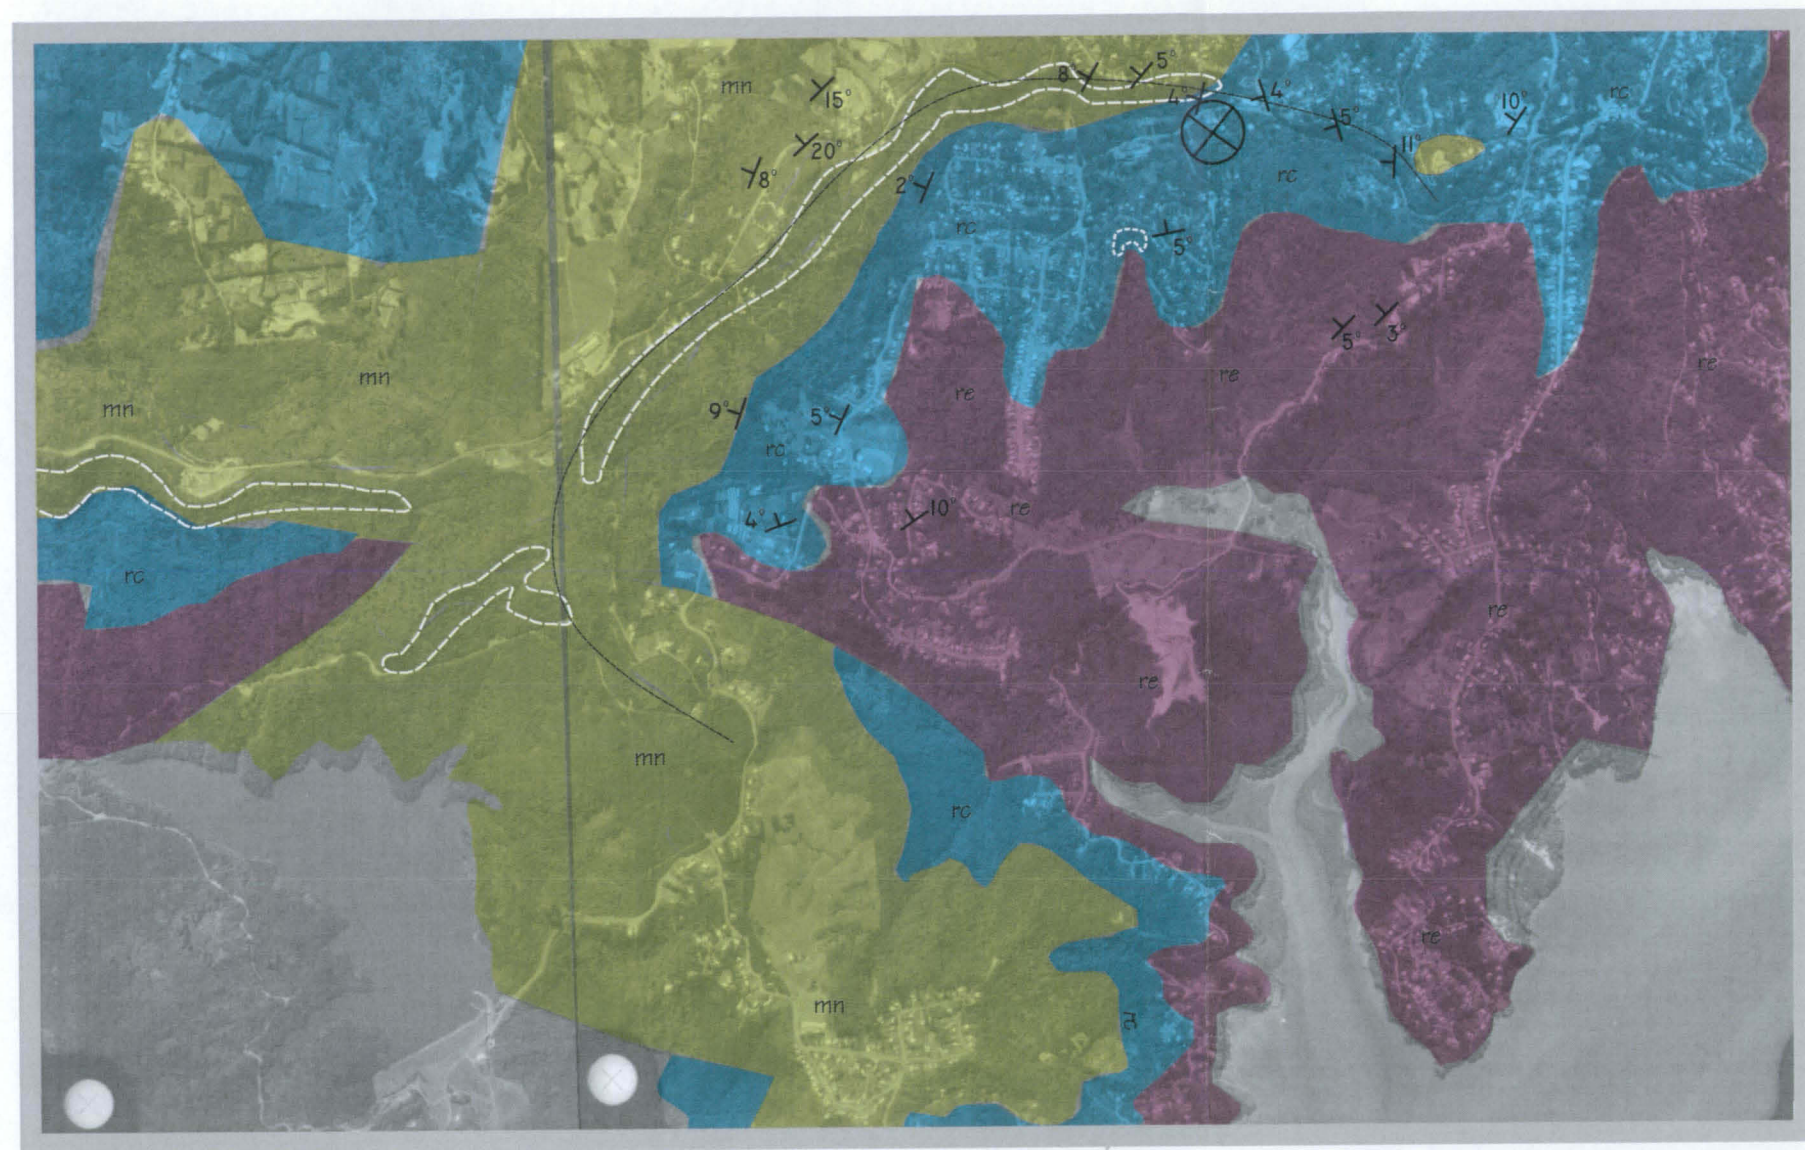 8° 5°
mn 15° 4° 4° 10° rc
20° 5°
8° 2° 11° rc
rc 5°
5° 3°
mn re re re
mn 9° 5°
rc
4° 10° re
rc
re
re
mn
rc
re
mn
rc